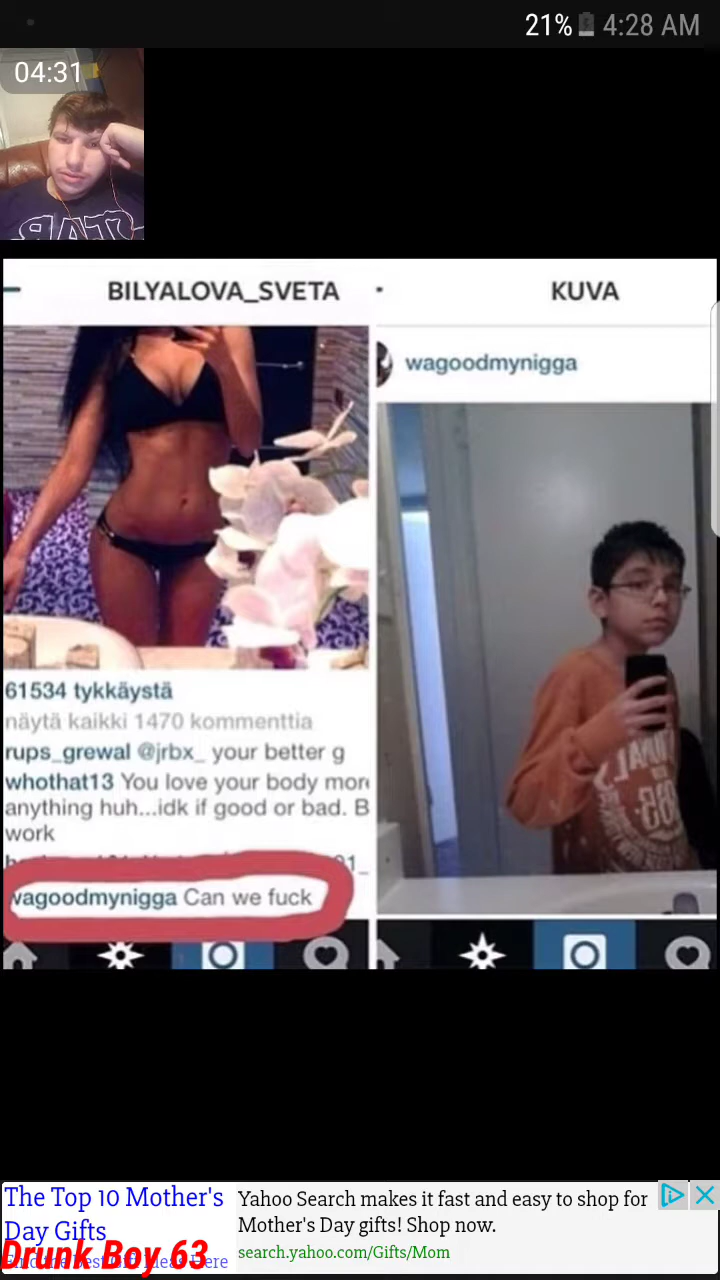 21% 4:28 AM
04:31
BILYALOVA_SVETA
61534 tykkäystä
näytä kaikki 1470 kommenttia
rups_grewal @jrbx_ your better g
whothat13 You love your body more
anything huh...idk if good or bad. B
work
wagoodmynigga Can we fuck
KUVA
wagoodmynigga
The Top 10 Mother's
Day Gifts
Yahoo Search makes it fast and easy to shop for
Mother's Day gifts! Shop now.
search.yahoo.com/Gifts/Mom
Drunk Boy 63